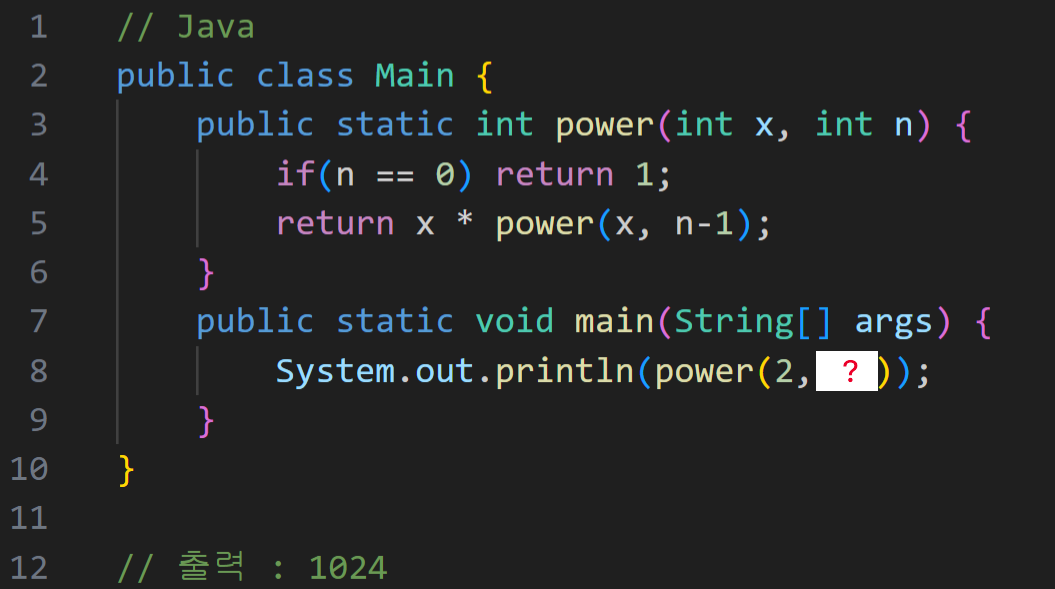 1 // Java
2 public class Main {
3 public static int power(int x, int n) {
4 if(n == 0) return 1;
5 return x * power(x, n-1);
6 }
7 public static void main(String[] args) {
8 System.out.println(power(2, ? ));
9 }
10 }
11
12 // 출력 : 1024